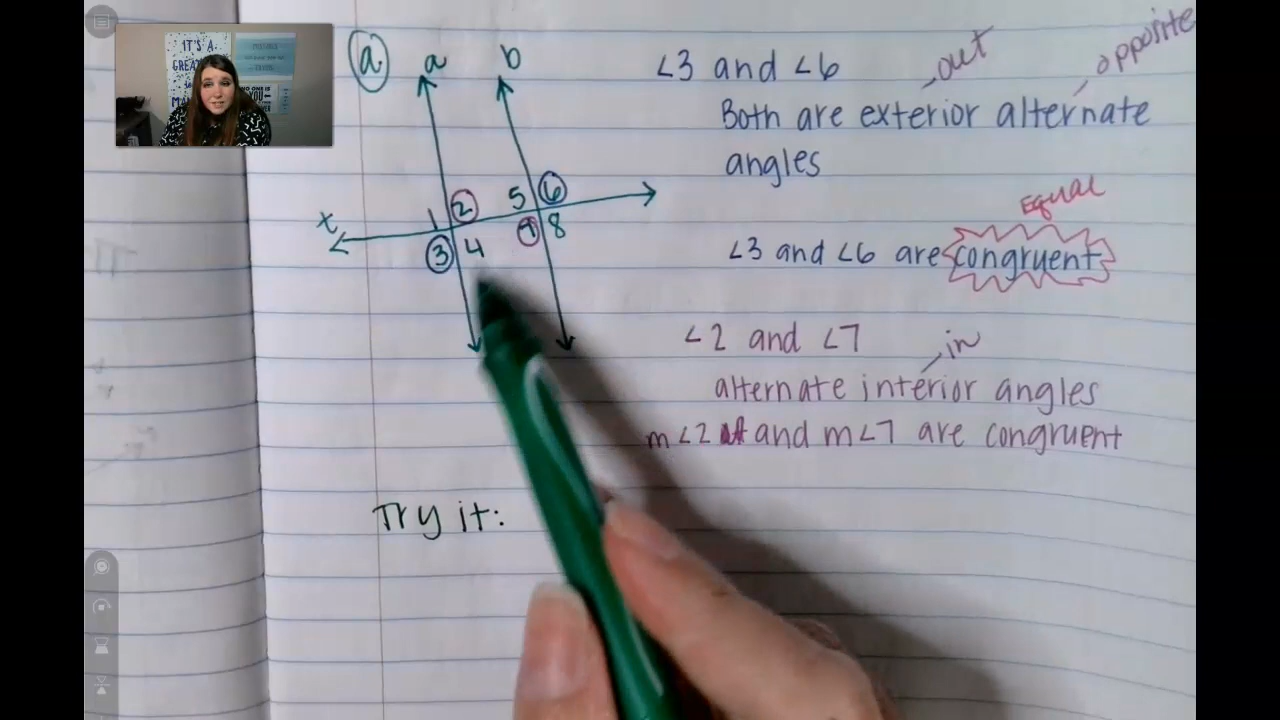 IT'S A
GREA
a
a
b
t
1
2
5
6
3
4
7
8
∠3 and ∠6
out
opposite
Both are exterior alternate
angles
Equal
∠3 and ∠6 are congruent
∠2 and ∠7
in
alternate interior angles
m∠2 and m∠7 are congruent
Try it: